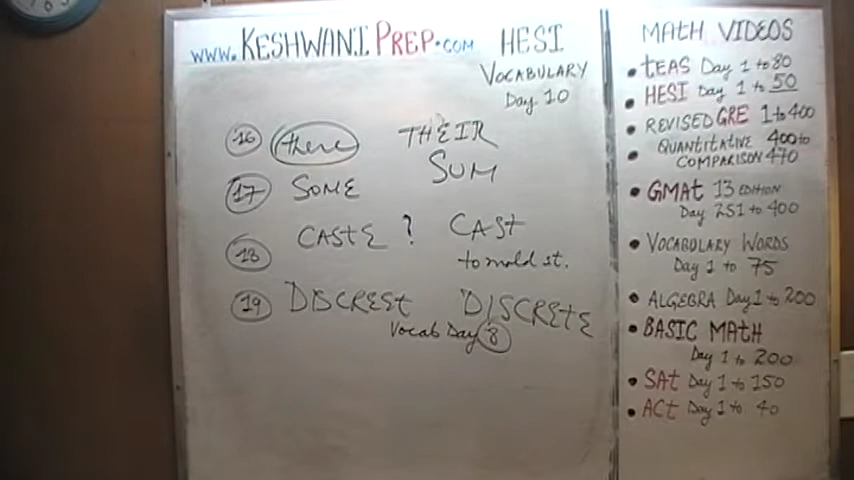 www.KESHWANIPREP.COM HESI
VOCABULARY
Day 10
16 there THEIR
17 SOME SUM
18 CASTE ? CAST
to mold st.
19 DISCREET DISCRETE
Vocab Day 8
MATH VIDEOS
• tEAS Day 1 to 80
• HESI Day 1 to 50
• REVISED GRE 1 to 400
• QUANTITATIVE 400 to
COMPARISON 470
• GMAt 13 EDITION
Day 251 to 400
• VOCABULARY WORDS
Day 1 to 75
• ALGEBRA Day 1 to 200
• BASIC MAtH
Day 1 to 200
• SAt Day 1 to 150
• ACt Day 1 to 40